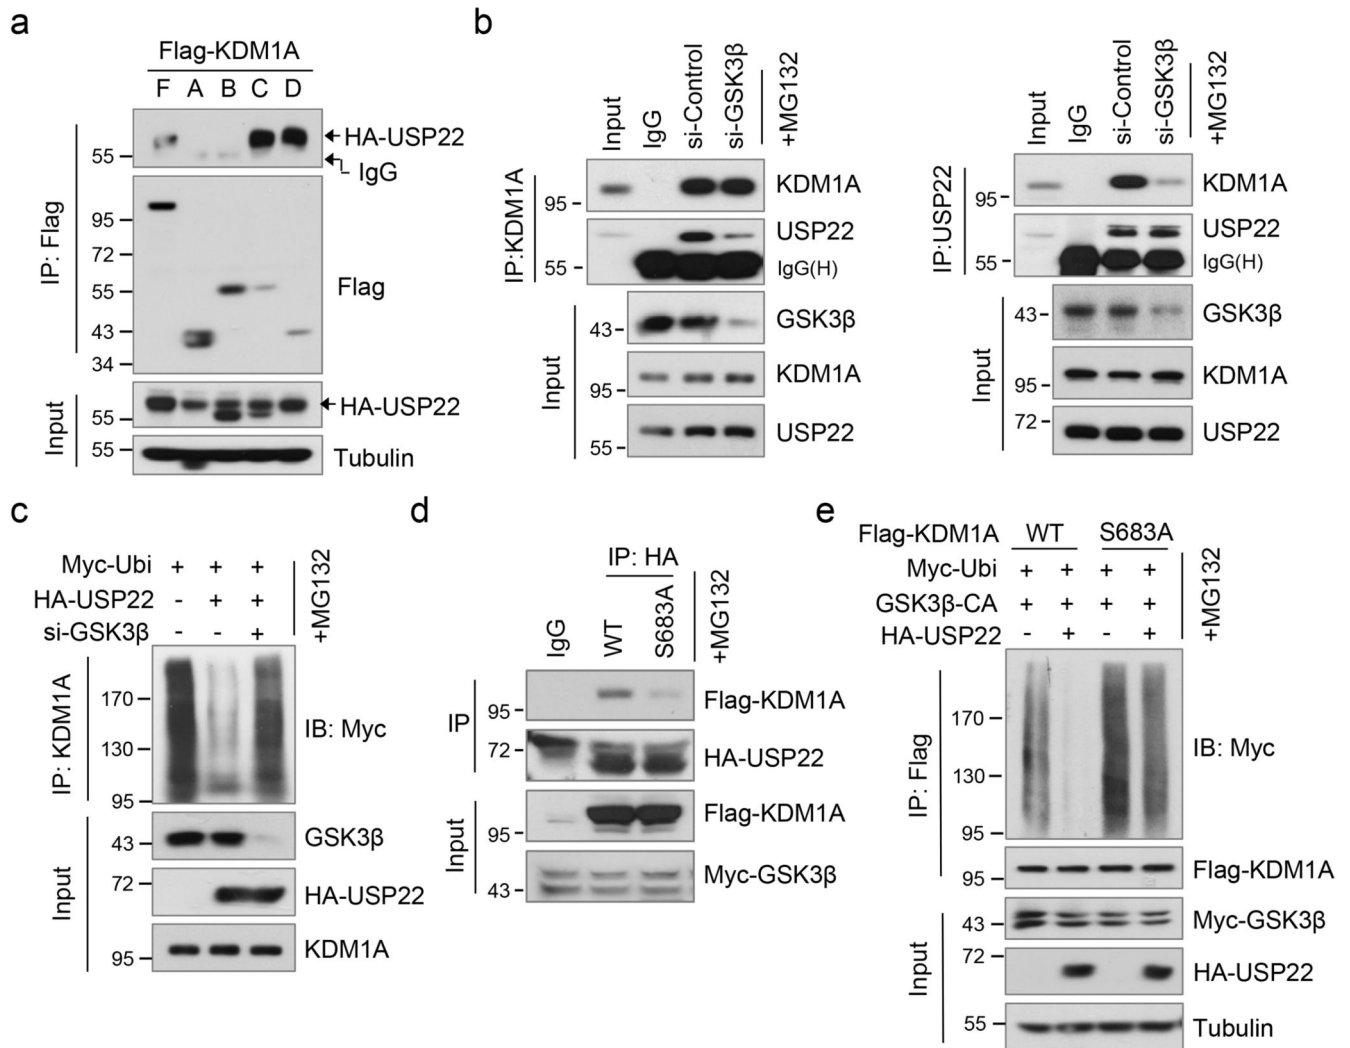 a
Flag-KDM1A
F A B C D
IP: Flag
HA-USP22
55
IgG
95
72
55
43
34
Flag
Input
HA-USP22
55
55
Tubulin
b
Input
IgG
si-Control
si-GSK3β
+MG132
IP:KDM1A
KDM1A
95
USP22
55
IgG(H)
Input
GSK3β
43
KDM1A
95
USP22
55
Input
IgG
si-Control
si-GSK3β
+MG132
IP:USP22
KDM1A
95
USP22
55
IgG(H)
Input
43
GSK3β
KDM1A
95
72
USP22
c
Myc-Ubi + + +
HA-USP22 - + +
si-GSK3β - - +
+MG132
IP: KDM1A
170
130
95
IB: Myc
Input
43
GSK3β
72
HA-USP22
95
KDM1A
d
IP: HA
IgG
WT
S683A
+MG132
IP
Flag-KDM1A
95
72
HA-USP22
Input
Flag-KDM1A
95
Myc-GSK3β
43
e
Flag-KDM1A WT S683A
Myc-Ubi + + + +
GSK3β-CA + + + +
HA-USP22 - + - +
+MG132
IP: Flag
170
130
95
IB: Myc
95
Flag-KDM1A
Input
43
Myc-GSK3β
72
HA-USP22
55
Tubulin